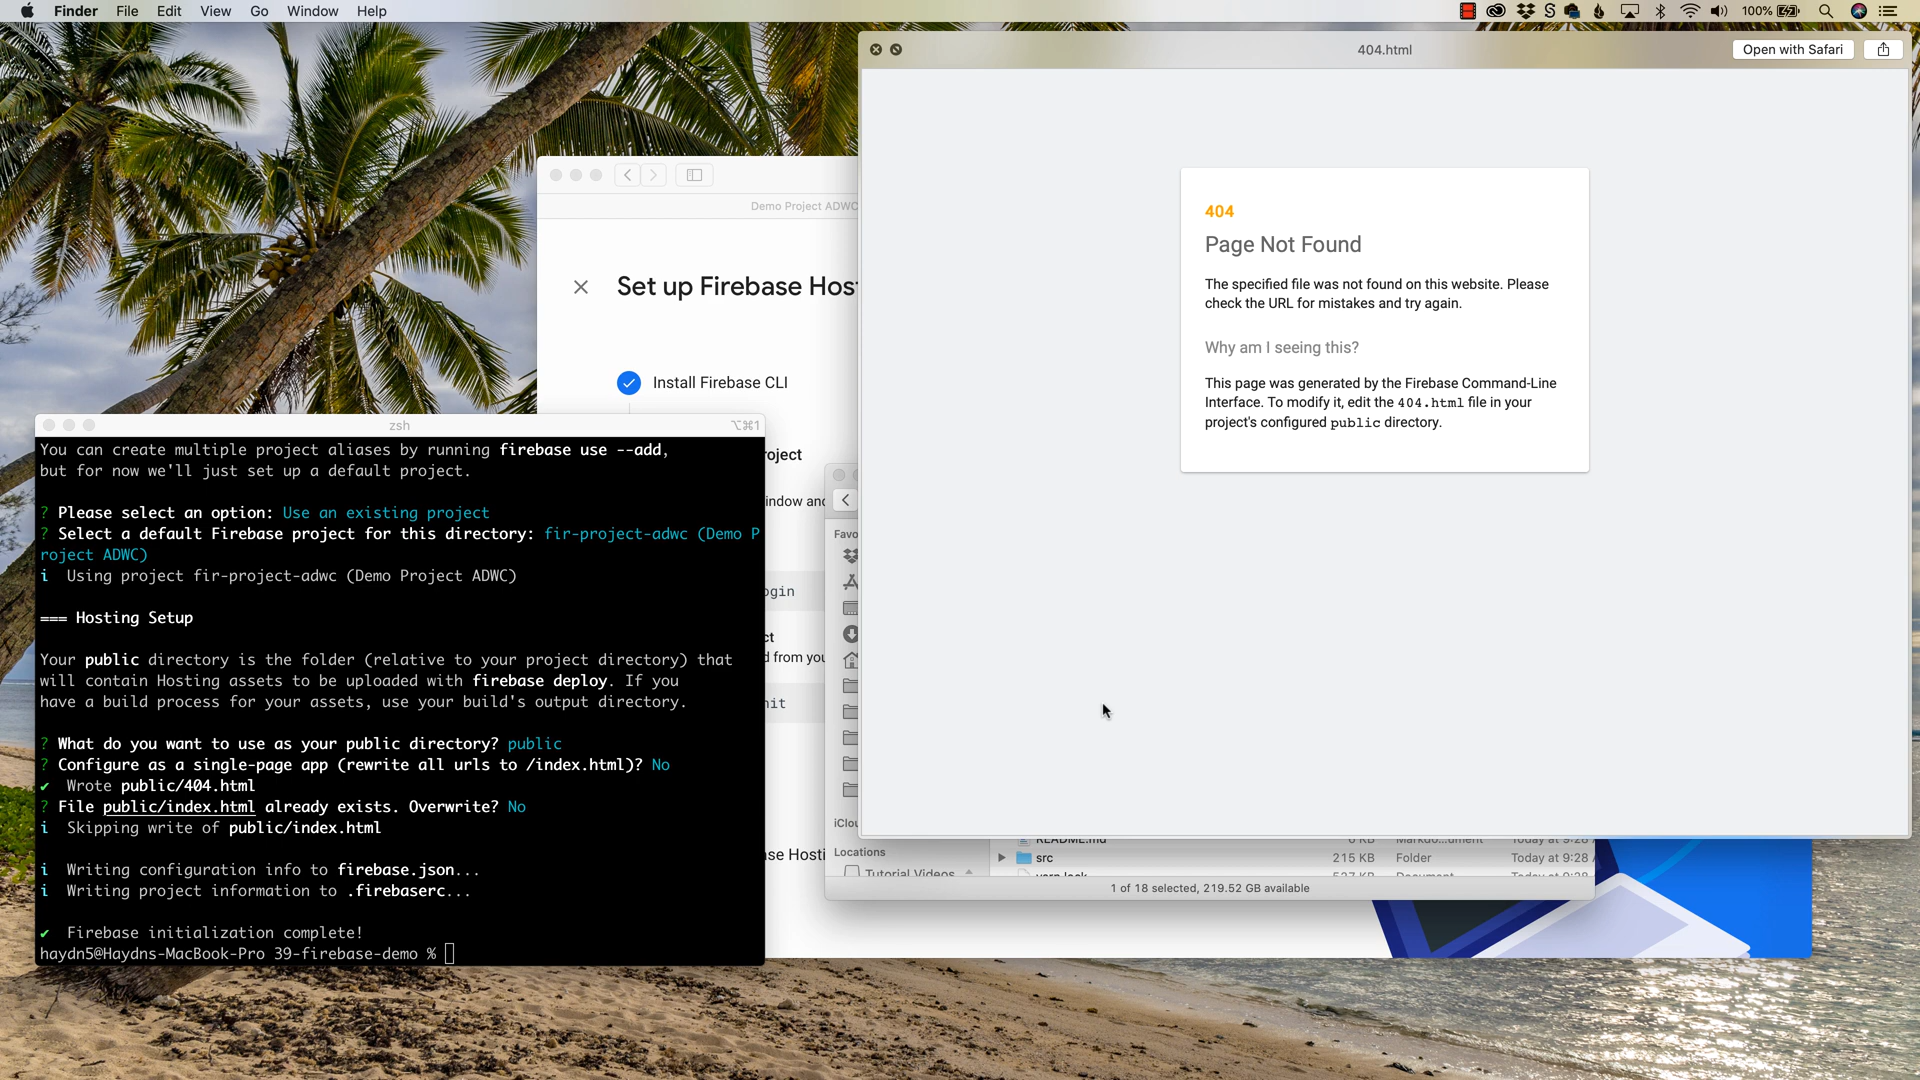 Finder File Edit View Go Window Help
100%
404.html
Open with Safari
404
Page Not Found
The specified file was not found on this website. Please
check the URL for mistakes and try again.
Why am I seeing this?
This page was generated by the Firebase Command-Line
Interface. To modify it, edit the 404.html file in your
project's configured public directory.
Demo Project ADWC
Set up Firebase Hos
Install Firebase CLI
oject
indow and
ogin
ct
d from you
nit
se Hosti
zsh
⌥⌘1
You can create multiple project aliases by running firebase use --add,
but for now we'll just set up a default project.
? Please select an option: Use an existing project
? Select a default Firebase project for this directory: fir-project-adwc (Demo P
roject ADWC)
i Using project fir-project-adwc (Demo Project ADWC)
=== Hosting Setup
Your public directory is the folder (relative to your project directory) that
will contain Hosting assets to be uploaded with firebase deploy. If you
have a build process for your assets, use your build's output directory.
? What do you want to use as your public directory? public
? Configure as a single-page app (rewrite all urls to /index.html)? No
✔ Wrote public/404.html
? File public/index.html already exists. Overwrite? No
i Skipping write of public/index.html
i Writing configuration info to firebase.json...
i Writing project information to .firebaserc...
✔ Firebase initialization complete!
haydn5@Haydns-MacBook-Pro 39-firebase-demo %
Favo
iClou
Locations
Tutorial Videos
README.md
src 215 KB Folder Today at 9:28
yarn.lock
1 of 18 selected, 219.52 GB available